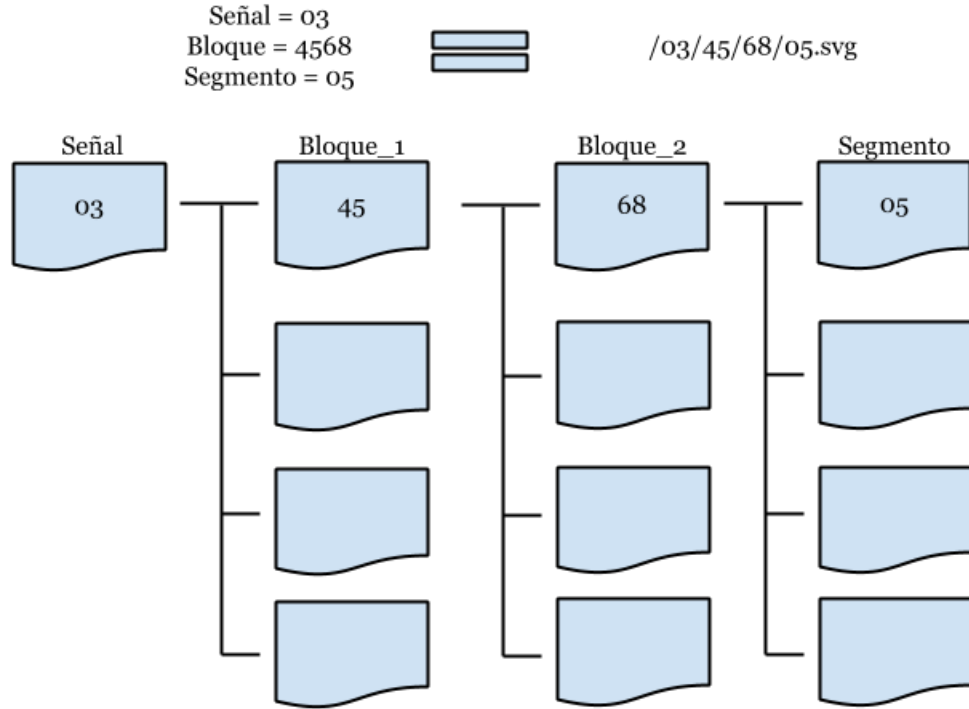 Señal = 03
Bloque = 4568
Segmento = 05
/03/45/68/05.svg
Señal
Bloque_1
Bloque_2
Segmento
03
45
68
05